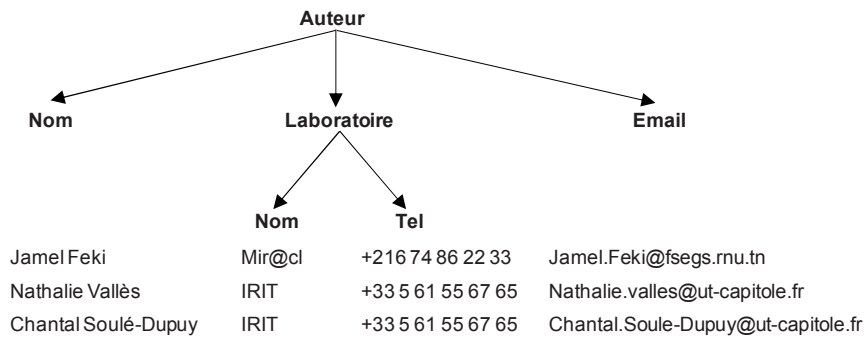 Auteur
Nom Laboratoire Email
Nom Tel
Jamel Feki Mir@cl +216 74 86 22 33 Jamel.Feki@fsegs.rnu.tn
Nathalie Vallès IRIT +33 5 61 55 67 65 Nathalie.valles@ut-capitole.fr
Chantal Soulé-Dupuy IRIT +33 5 61 55 67 65 Chantal.Soule-Dupuy@ut-capitole.fr